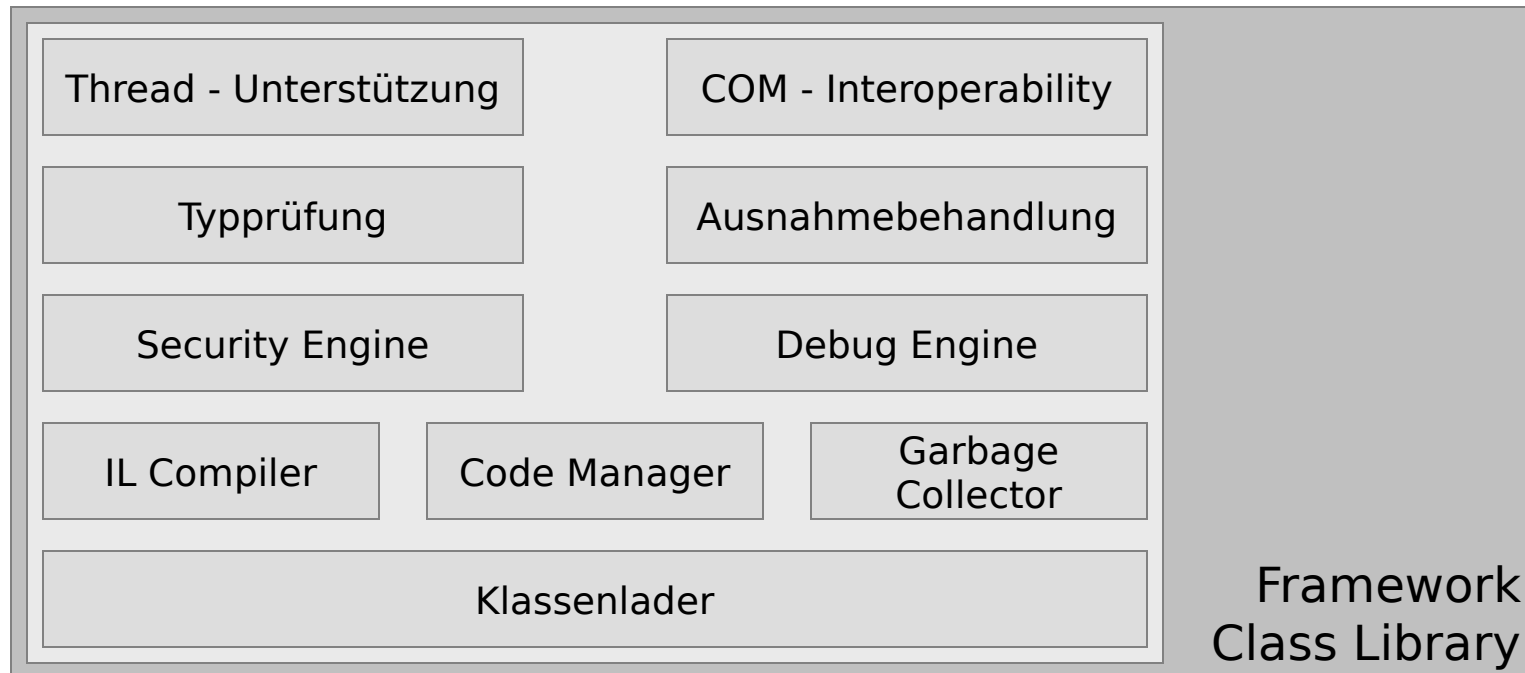 Thread - Unterstützung
COM - Interoperability
Typprüfung
Ausnahmebehandlung
Security Engine
Debug Engine
IL Compiler
Code Manager
Garbage
Collector
Klassenlader
Framework
Class Library